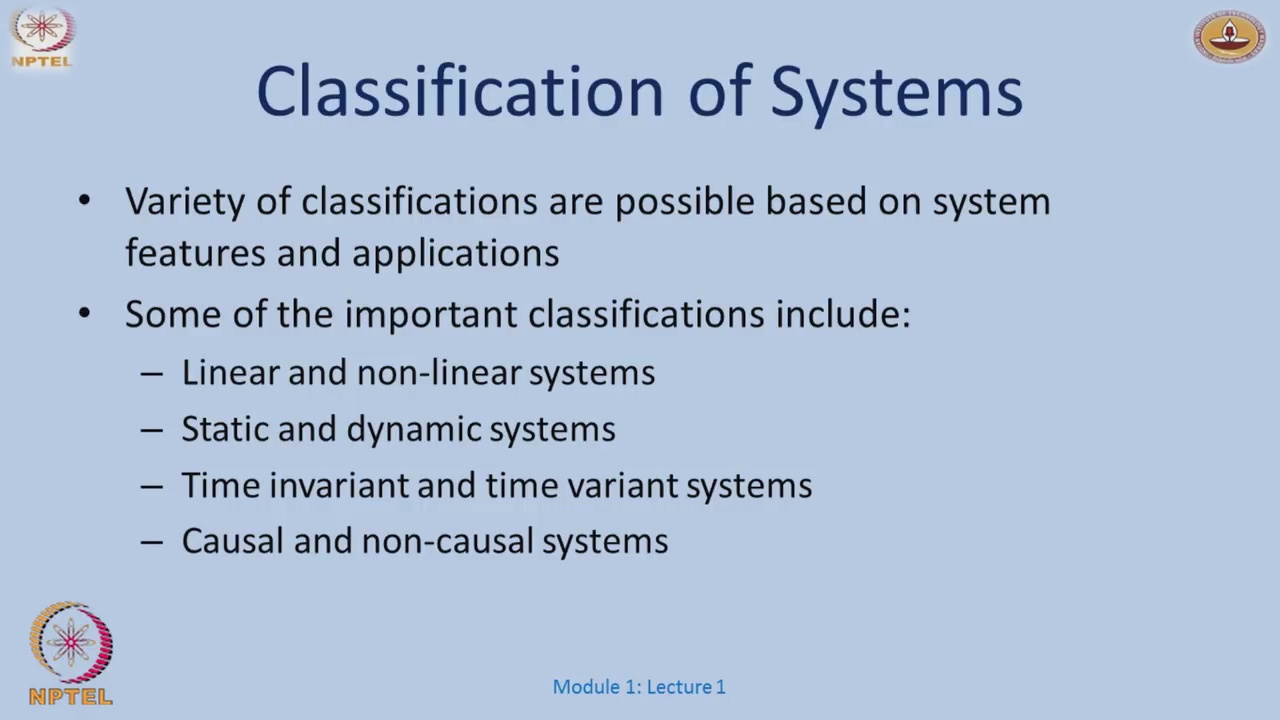 NPTEL
Classification of Systems
• Variety of classifications are possible based on system
features and applications
• Some of the important classifications include:
– Linear and non-linear systems
– Static and dynamic systems
– Time invariant and time variant systems
– Causal and non-causal systems
NPTEL
Module 1: Lecture 1